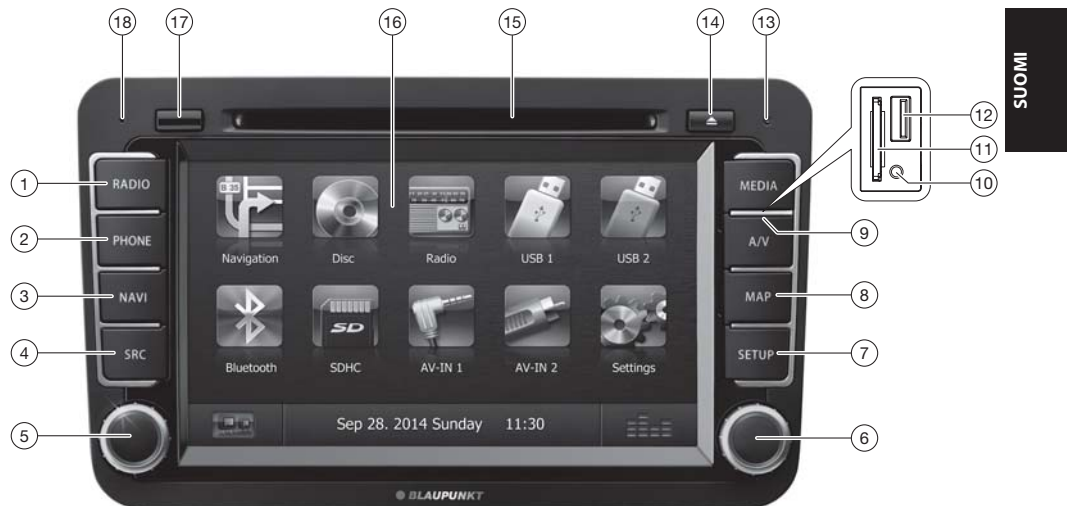 18 17 16 15 14 13
SUOMI
12
11
10
1 RADIO
MEDIA
B 35
2 PHONE
A/V 9
Navigation Disc Radio USB 1 USB 2
3 NAVI
MAP 8
SD
4 SRC
SETUP 7
Bluetooth SDHC AV-IN 1 AV-IN 2 Settings
5
Sep 28. 2014 Sunday 11:30
6
BLAUPUNKT